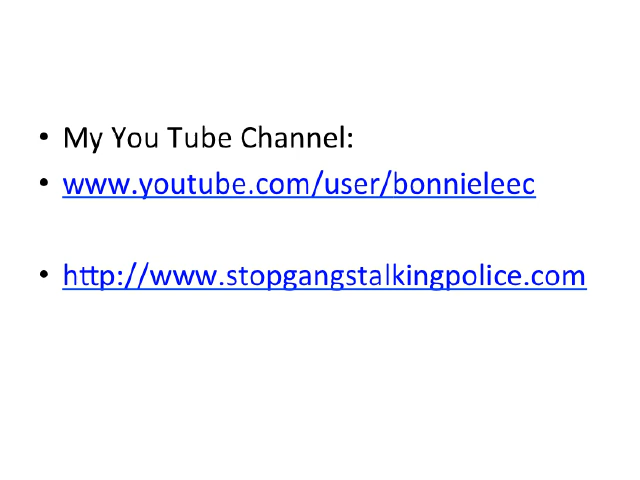 • My You Tube Channel:
• www.youtube.com/user/bonnieleec
• http://www.stopgangstalkingpolice.com